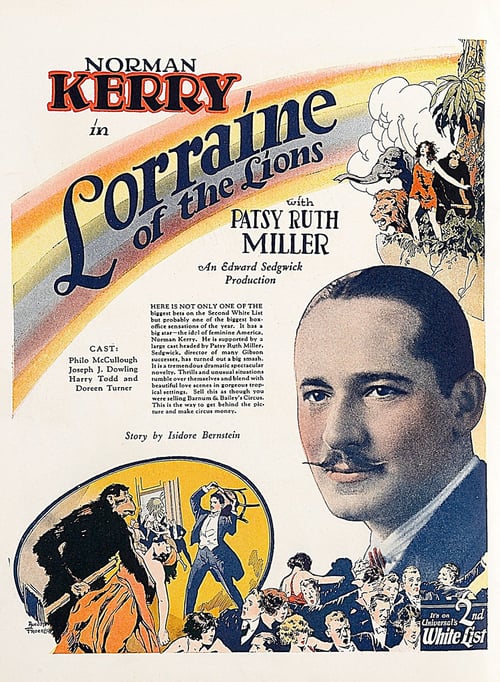 NORMAN
KERRY
in
Lorraine
of the Lions
with
PATSY RUTH
MILLER
An Edward Sedgwick
Production
HERE IS NOT ONLY ONE OF THE
biggest bets on the Second White List
but probably one of the biggest box-
office sensations of the year. It has a
big star—the idol of feminine America,
Norman Kerry. He is supported by a
large cast headed by Patsy Ruth Miller.
Sedgwick, director of many Gibson
successes, has turned out a big smash.
It is a tremendous dramatic spectacular
novelty. Thrills and unusual situations
tumble over themselves and blend with
beautiful love scenes in gorgeous trop-
ical settings. Sell this as though you
were selling Barnum & Bailey's Circus.
This is the way to get behind the pic-
ture and make circus money.
CAST:
Philo McCullough
Joseph J. Dowling
Harry Todd and
Doreen Turner
Story by Isidore Bernstein
It's on
Universal's
2nd
White List